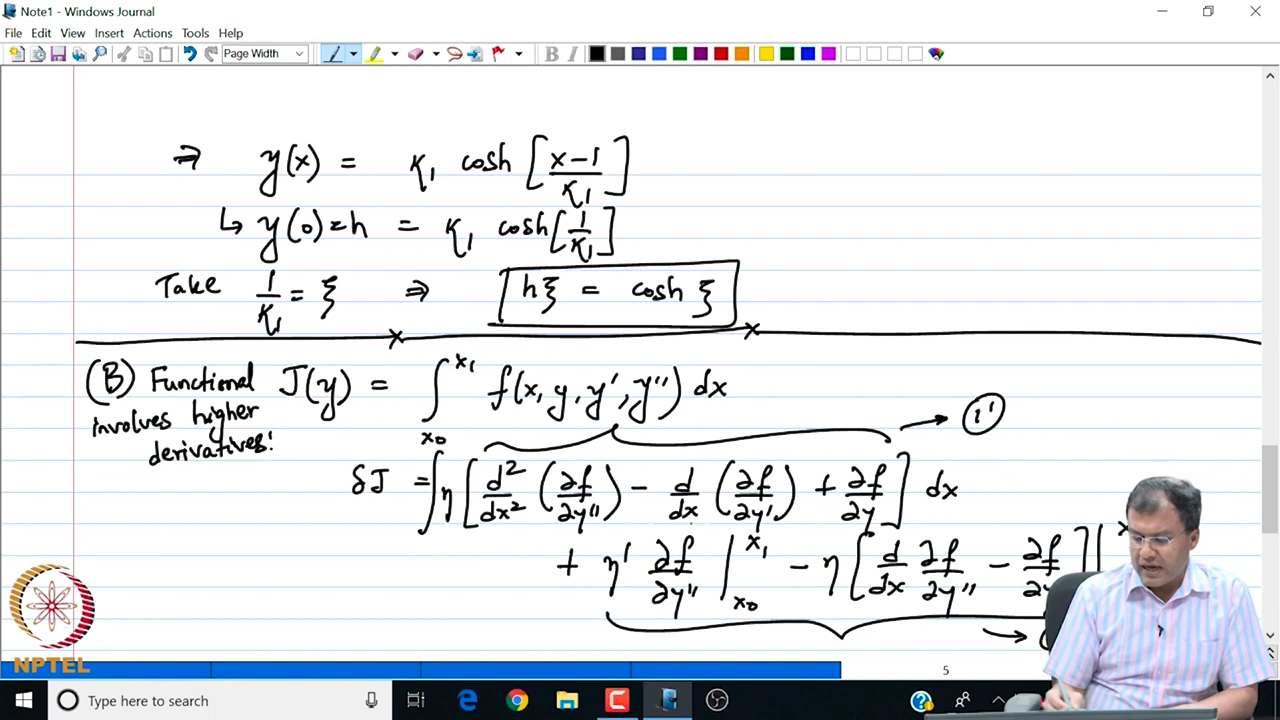 Note1 - Windows Journal
File Edit View Insert Actions Tools Help
Page Width B I
⇒ y(x) = K₁ cosh [x-1/K₁]
↳ y(0)=h = K₁ cosh[1/K₁]
Take 1/K₁ = ξ ⇒ hξ = cosh ξ
(B) Functional involves higher derivatives:
J(y) = ∫_{x₀}^{x₁} f(x, y, y', y'') dx
→ (1')
δJ = ∫ η [d²/dx² (∂f/∂y'') - d/dx (∂f/∂y') + ∂f/∂y] dx
+ η' ∂f/∂y'' |_{x₀}^{x₁} - η [d/dx ∂f/∂y'' - ∂f/∂y
→
NPTEL
5
Type here to search